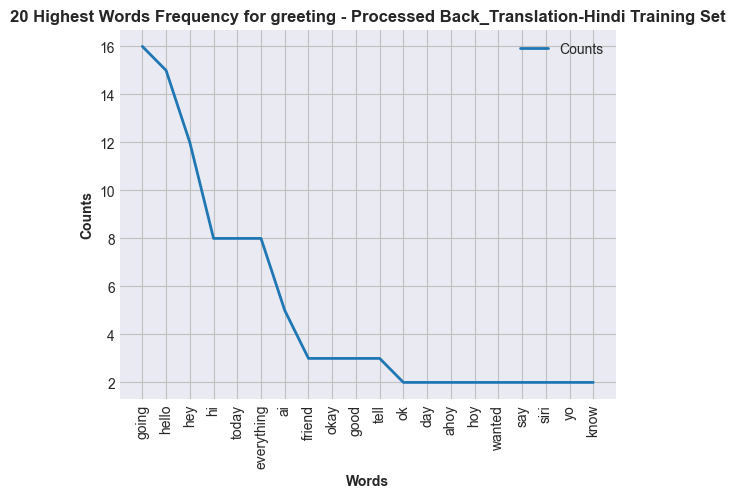 20 Highest Words Frequency for greeting - Processed Back_Translation-Hindi Training Set
Counts
16
14
12
10
8
6
4
2
Counts
going
hello
hey
hi
today
everything
ai
friend
okay
good
tell
ok
day
ahoy
hoy
wanted
say
siri
yo
know
Words